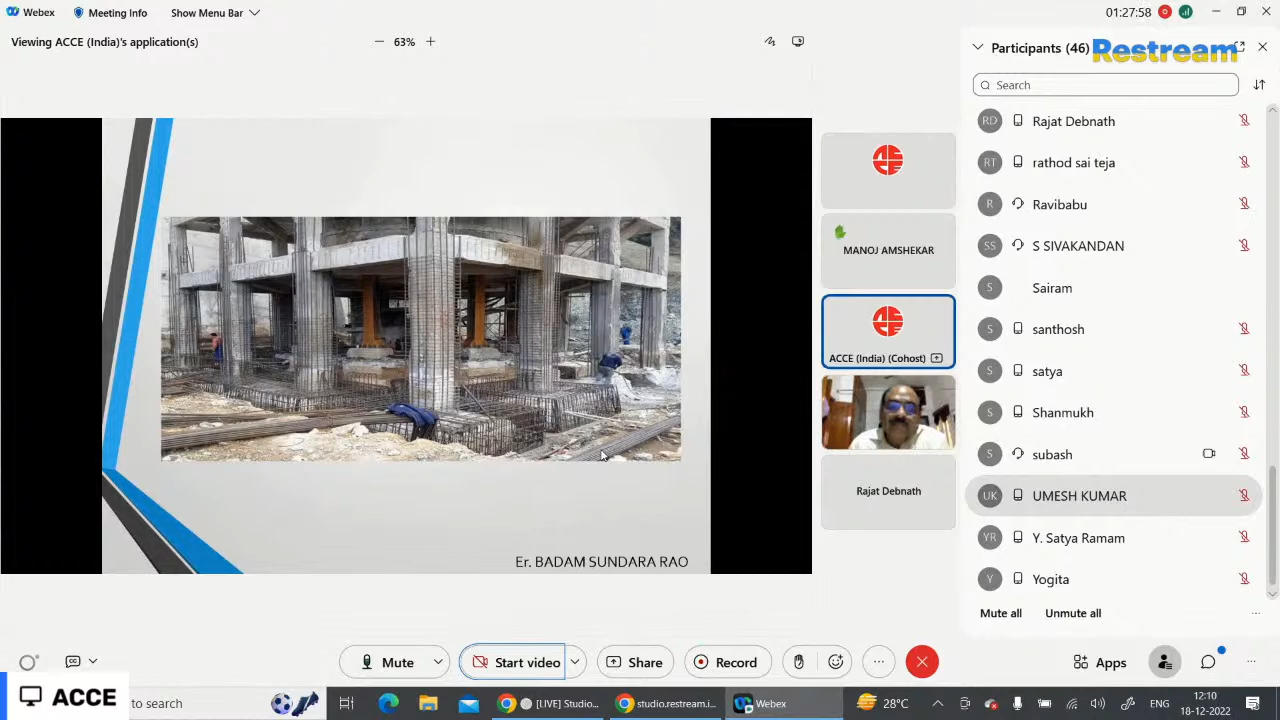 Webex
Meeting Info
Show Menu Bar
01:27:58
Viewing ACCE (India)'s application(s)
63%
Participants (46)
Restream
Search
RD Rajat Debnath
RT rathod sai teja
R Ravibabu
SS S SIVAKANDAN
S Sairam
S santhosh
S satya
S Shanmukh
S subash
UK UMESH KUMAR
YR Y. Satya Ramam
Y Yogita
Mute all
Unmute all
MANOJ AMSHEKAR
ACCE (India) (Cohost)
Rajat Debnath
Er. BADAM SUNDARA RAO
CC
Mute
Start video
Share
Record
Apps
ACCE
to search
[LIVE] Studio...
studio.restream.i...
Webex
28°C
ENG
12:10
18-12-2022